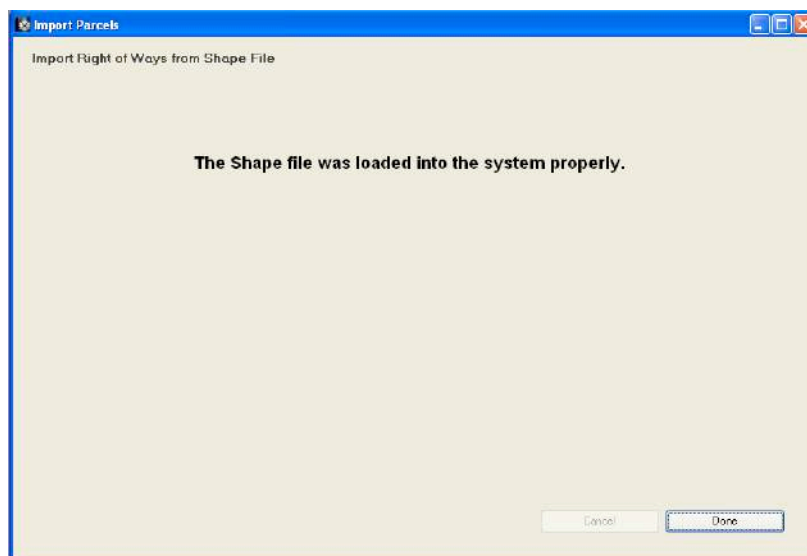 Import Parcels
Import Right of Ways from Shape File
The Shape file was loaded into the system properly.
Cancel
Done